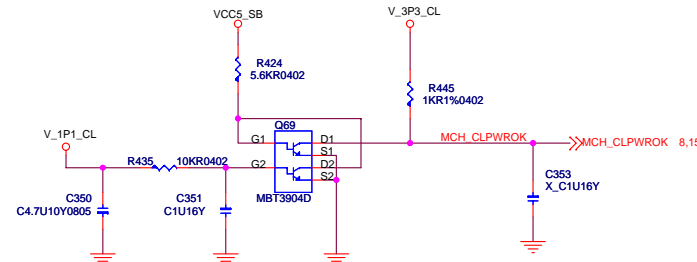 VCC5_SB
V_3P3_CL
R424
5.6KR0402
R445
1KR1%0402
Q69
V_1P1_CL
G1
D1
MCH_CLPWROK
MCH_CLPWROK 8,15
S1
R435
10KR0402
G2
D2
S2
C350
C4.7U10Y0805
C351
C1U16Y
MBT3904D
C353
X_C1U16Y